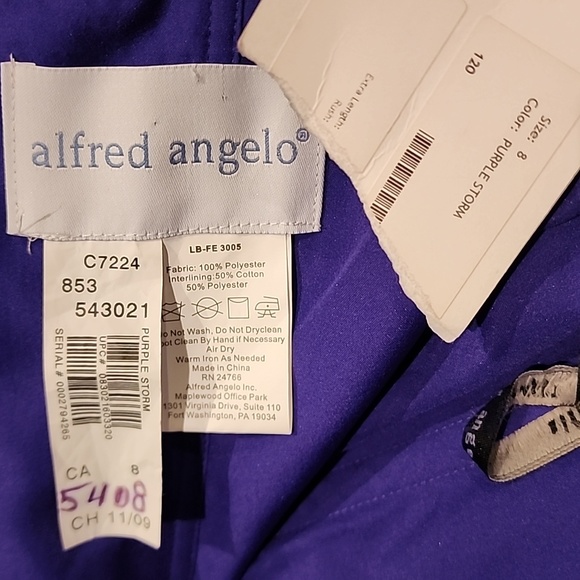 alfred angelo®
C7224
853
543021
PURPLE STORM
UPC# 083021603320
SERIAL# 0002794265
CA 8
5408
CH 11/09
LB-FE 3005
Fabric: 100% Polyester
Interlining:50% Cotton
50% Polyester
Do Not Wash, Do Not Dryclean
Spot Clean By Hand if Necessary
Air Dry
Warm Iron As Needed
Made in China
RN 24766
Alfred Angelo Inc.
Maplewood Office Park
1301 Virginia Drive, Suite 110
Fort Washington, PA 19034
Size: 8
Color: PURPLE STORM
120
Extra Length:
Rush: